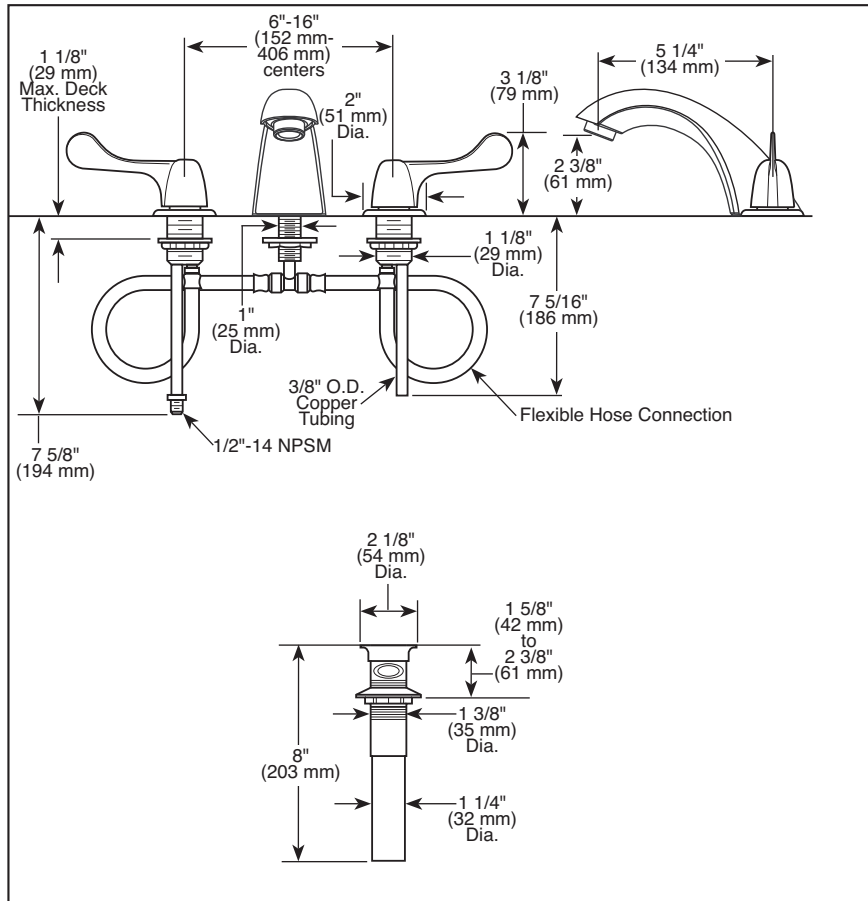 6"-16"
(152 mm-
406 mm)
centers
1 1/8"
(29 mm)
Max. Deck
Thickness
2"
(51 mm)
Dia.
3 1/8"
(79 mm)
5 1/4"
(134 mm)
2 3/8"
(61 mm)
1"
(25 mm)
Dia.
1 1/8"
(29 mm)
Dia.
7 5/16"
(186 mm)
3/8" O.D.
Copper
Tubing
Flexible Hose Connection
1/2"-14 NPSM
7 5/8"
(194 mm)
2 1/8"
(54 mm)
Dia.
1 5/8"
(42 mm)
to
2 3/8"
(61 mm)
1 3/8"
(35 mm)
Dia.
8"
(203 mm)
1 1/4"
(32 mm)
Dia.